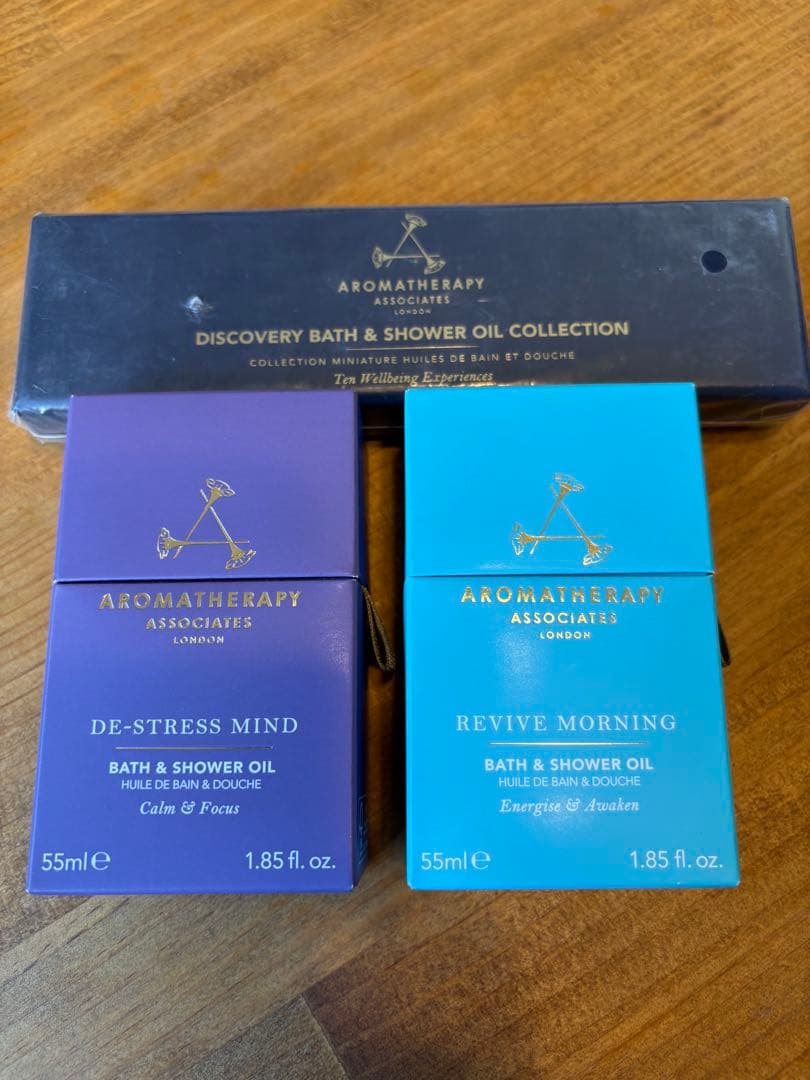 AROMATHERAPY
ASSOCIATES
LONDON
DISCOVERY BATH & SHOWER OIL COLLECTION
COLLECTION MINIATURE HUILES DE BAIN ET DOUCHE
Ten Wellbeing Experiences
AROMATHERAPY
ASSOCIATES
LONDON
DE-STRESS MIND
BATH & SHOWER OIL
HUILE DE BAIN & DOUCHE
Calm & Focus
55ml ℮ 1.85 fl. oz.
AROMATHERAPY
ASSOCIATES
LONDON
REVIVE MORNING
BATH & SHOWER OIL
HUILE DE BAIN & DOUCHE
Energise & Awaken
55ml ℮ 1.85 fl. oz.